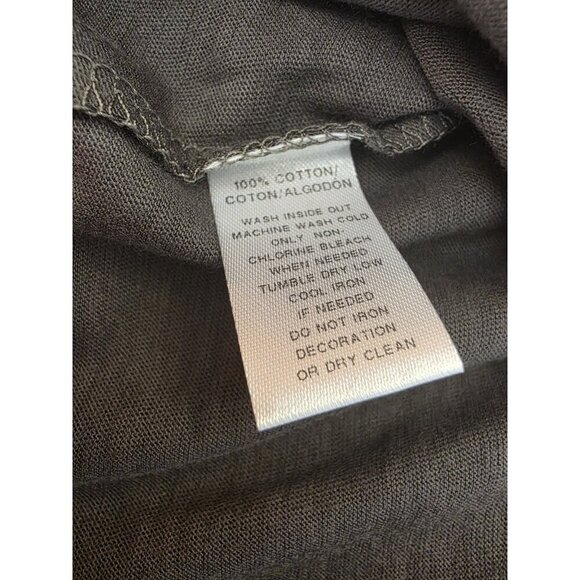 100% COTTON/
COTON/ALGODON
WASH INSIDE OUT
MACHINE WASH COLD
ONLY NON-
CHLORINE BLEACH
WHEN NEEDED
TUMBLE DRY LOW
COOL IRON
IF NEEDED
DO NOT IRON
DECORATION
OR DRY CLEAN